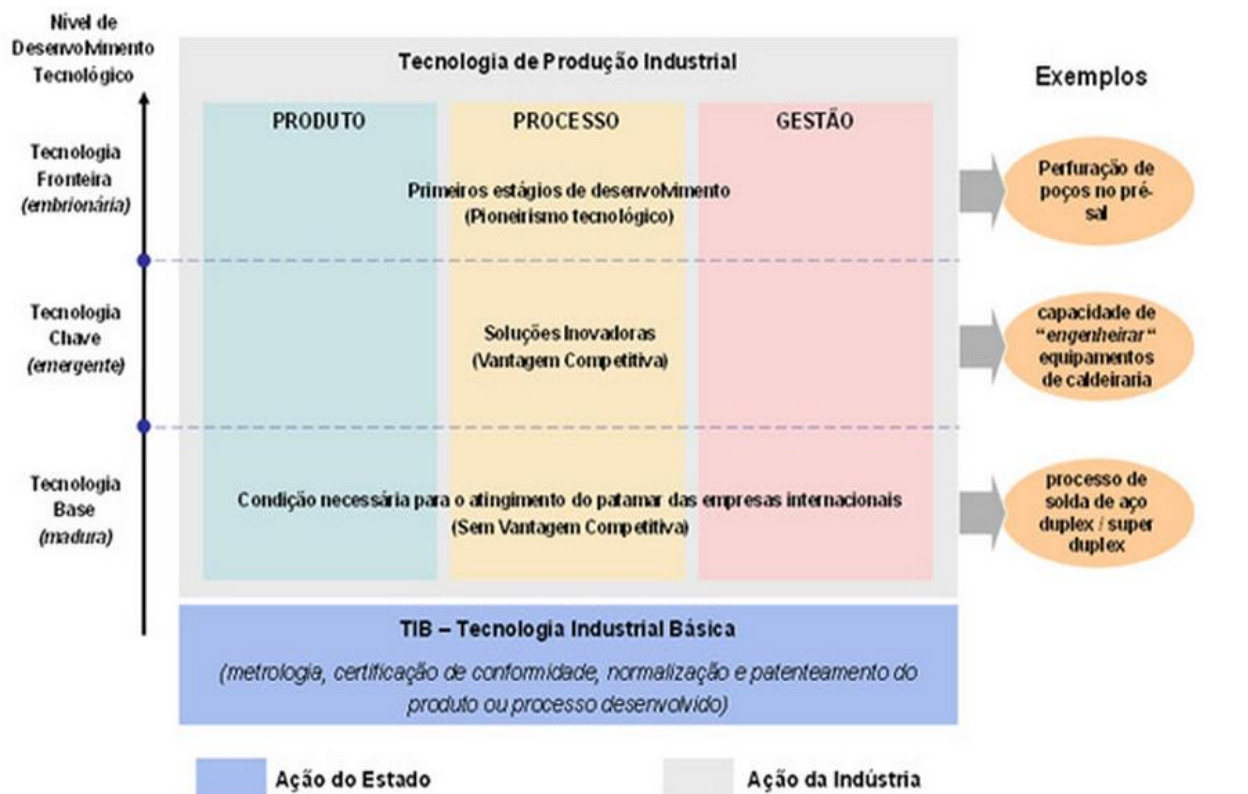 Nível de
Desenvolvimento
Tecnológico
Tecnologia de Produção Industrial
Exemplos
PRODUTO
PROCESSO
GESTÃO
Tecnologia
Fronteira
(embrionária)
Primeiros estágios de desenvolvimento
(Pioneirismo tecnológico)
Perfuração de
poços no pré-
sal
Tecnologia
Chave
(emergente)
Soluções Inovadoras
(Vantagem Competitiva)
capacidade de
“engenheirar“
equipamentos
de caldeiraria
Tecnologia
Base
(madura)
Condição necessária para o atingimento do patamar das empresas internacionais
(Sem Vantagem Competitiva)
processo de
solda de aço
duplex / super
duplex
TIB – Tecnologia Industrial Básica
(metrologia, certificação de conformidade, normalização e patenteamento do
produto ou processo desenvolvido)
Ação do Estado
Ação da Indústria